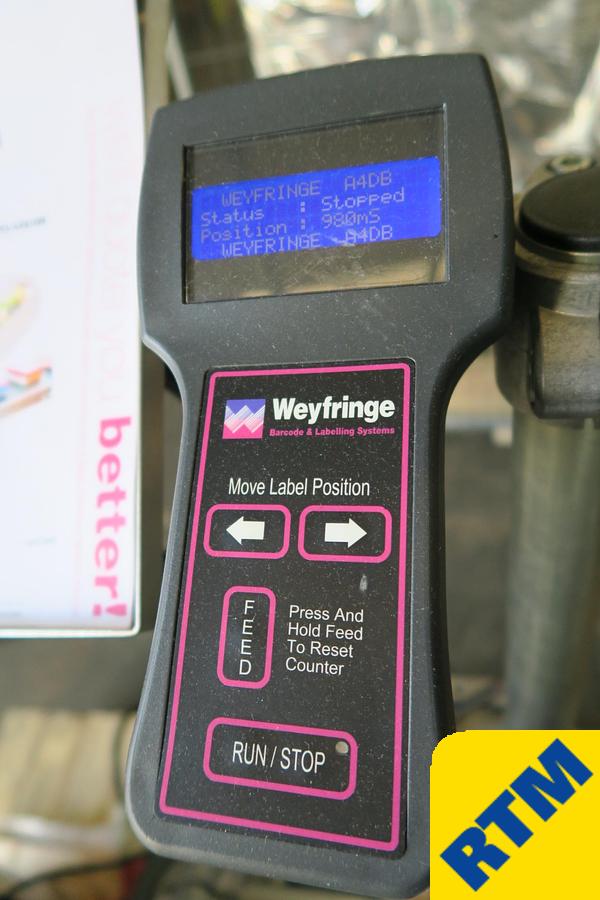 WEYFRINGE A4DB
Status : Stopped
Position : 980mS
WEYFRINGE A4DB
Weyfringe
Barcode & Labelling Systems
Move Label Position
FEED
Press And
Hold Feed
To Reset
Counter
RUN / STOP
better!
RTM